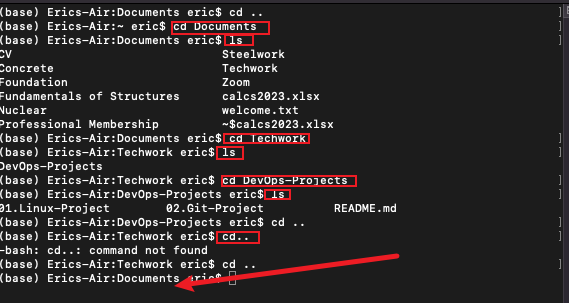 (base) Erics-Air:Documents eric$ cd ..
(base) Erics-Air:~ eric$ cd Documents
(base) Erics-Air:Documents eric$ ls
CV Steelwork
Concrete Techwork
Foundation Zoom
Fundamentals of Structures calcs2023.xlsx
Nuclear welcome.txt
Professional Membership ~$calcs2023.xlsx
(base) Erics-Air:Documents eric$ cd Techwork
(base) Erics-Air:Techwork eric$ ls
DevOps-Projects
(base) Erics-Air:Techwork eric$ cd DevOps-Projects
(base) Erics-Air:DevOps-Projects eric$ ls
01.Linux-Project 02.Git-Project README.md
(base) Erics-Air:DevOps-Projects eric$ cd ..
(base) Erics-Air:Techwork eric$ cd..
-bash: cd..: command not found
(base) Erics-Air:Techwork eric$ cd ..
(base) Erics-Air:Documents eric$